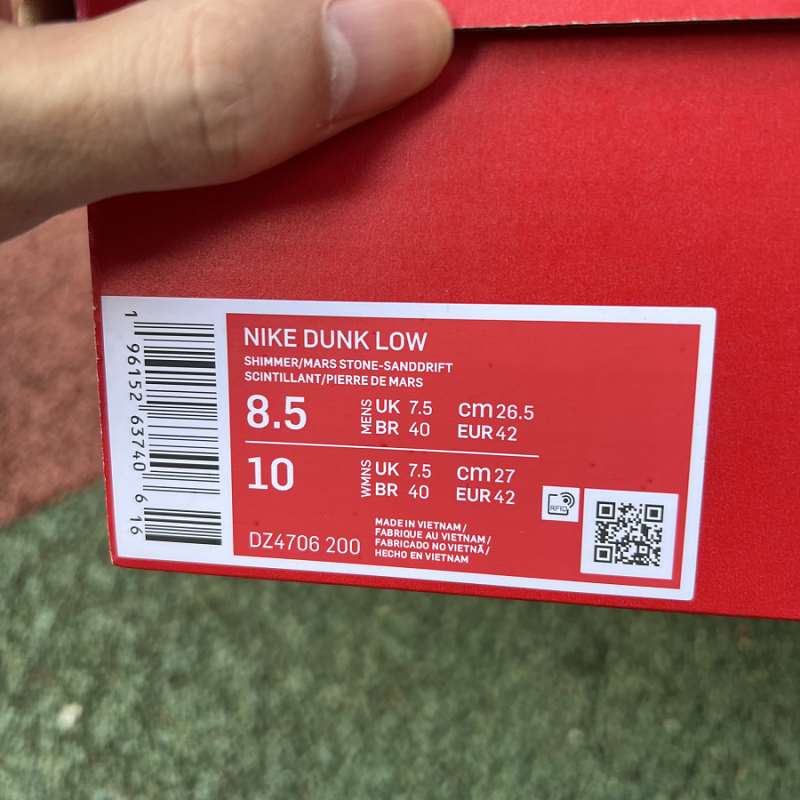 NIKE DUNK LOW
SHIMMER/MARS STONE-SANDDRIFT
SCINTILLANT/PIERRE DE MARS
8.5 MENS UK 7.5 cm 26.5
BR 40 EUR 42
10 WMNS UK 7.5 cm 27
BR 40 EUR 42
RFID
DZ4706 200
MADE IN VIETNAM/
FABRIQUE AU VIETNAM/
FABRICADO NO VIETNÃ/
HECHO EN VIETNAM
1 96152 63740 6 16